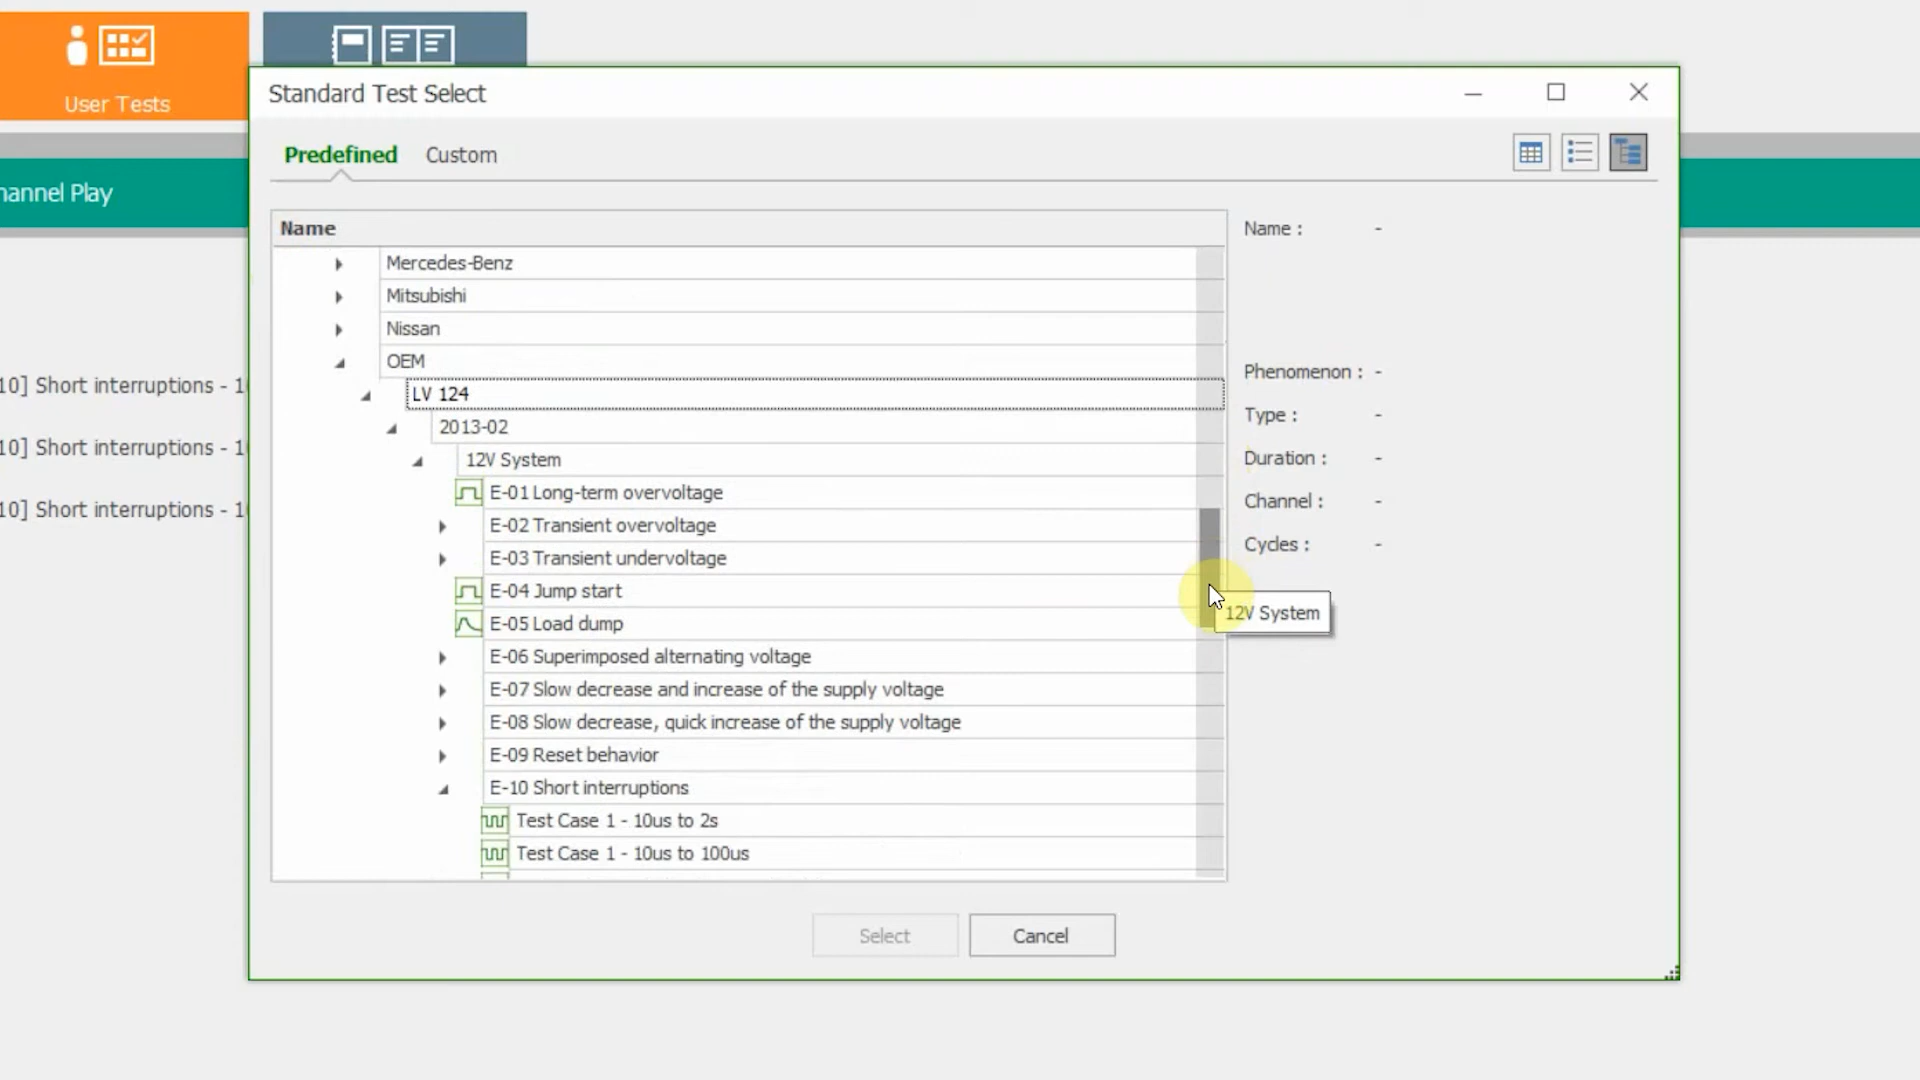 User Tests
Standard Test Select
Predefined
Custom
hannel Play
Name
Mercedes-Benz
Mitsubishi
Nissan
OEM
LV 124
2013-02
12V System
E-01 Long-term overvoltage
E-02 Transient overvoltage
E-03 Transient undervoltage
E-04 Jump start
E-05 Load dump
E-06 Superimposed alternating voltage
E-07 Slow decrease and increase of the supply voltage
E-08 Slow decrease, quick increase of the supply voltage
E-09 Reset behavior
E-10 Short interruptions
Test Case 1 - 10us to 2s
Test Case 1 - 10us to 100us
Name : -
Phenomenon : -
Type : -
Duration : -
Channel : -
Cycles : -
12V System
10] Short interruptions - 1
10] Short interruptions - 1
10] Short interruptions - 1
Select
Cancel